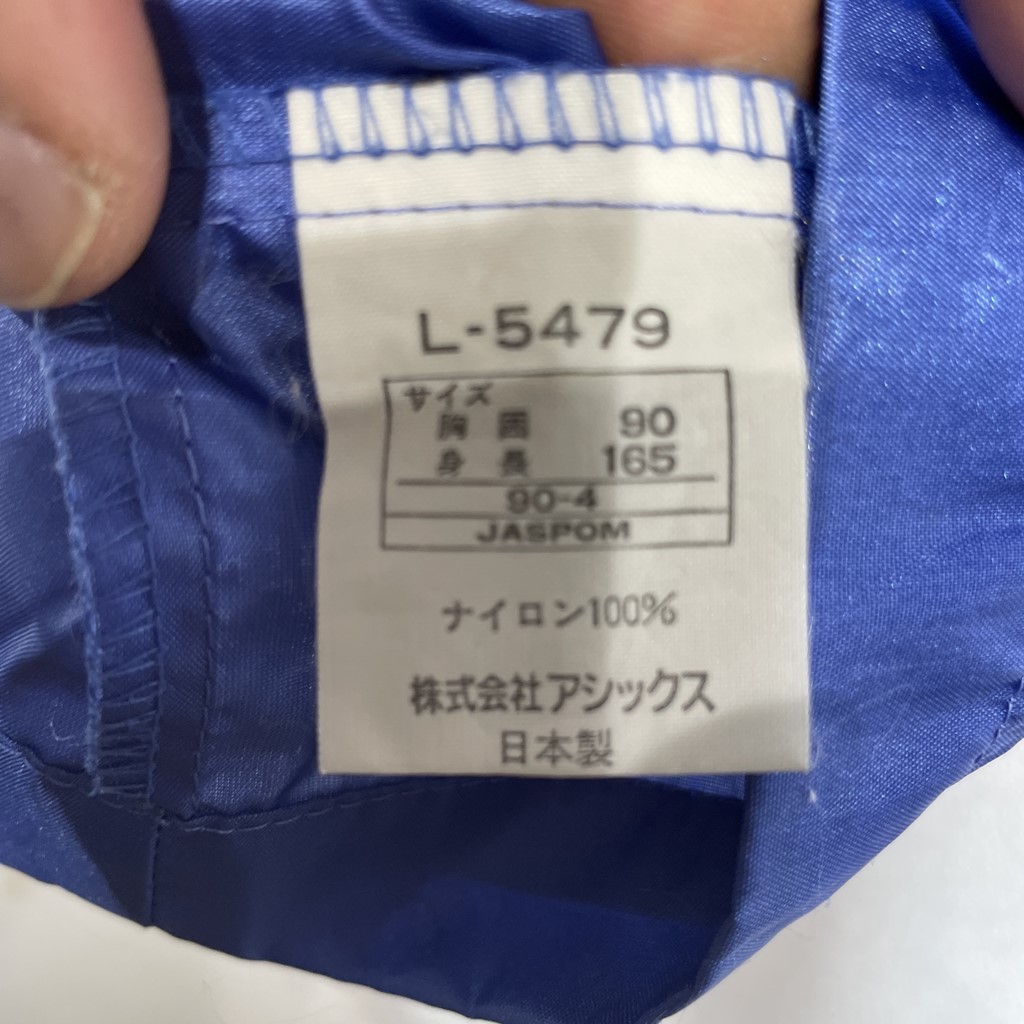 L-5479
サイズ
胸囲 90
身長 165
90-4
JASPOM
ナイロン100%
株式会社アシックス
日本製